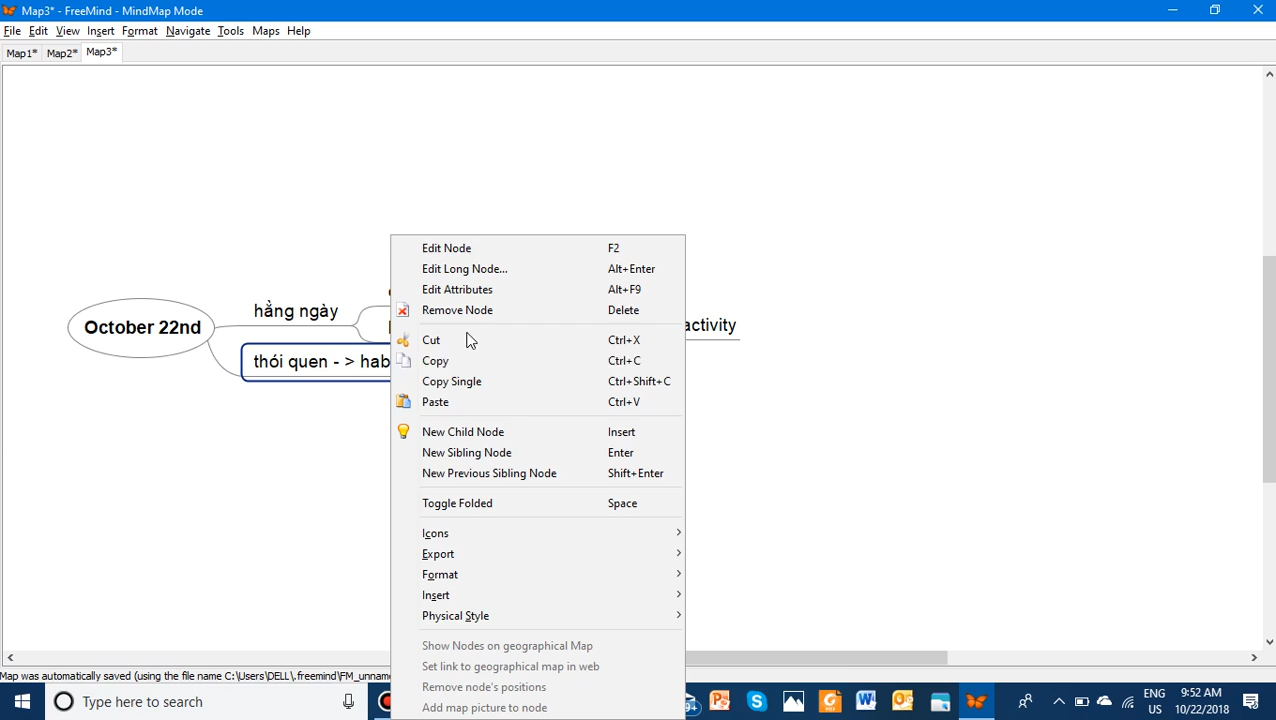 Map3* - FreeMind - MindMap Mode
File Edit View Insert Format Navigate Tools Maps Help
Map1* Map2* Map3*
October 22nd
hằng ngày
thói quen - > hab
activity
Edit Node F2
Edit Long Node... Alt+Enter
Edit Attributes Alt+F9
Remove Node Delete
Cut Ctrl+X
Copy Ctrl+C
Copy Single Ctrl+Shift+C
Paste Ctrl+V
New Child Node Insert
New Sibling Node Enter
New Previous Sibling Node Shift+Enter
Toggle Folded Space
Icons
Export
Format
Insert
Physical Style
Show Nodes on geographical Map
Set link to geographical map in web
Remove node's positions
Add map picture to node
Map was automatically saved (using the file name C:\Users\DELL\.freemind\FM_unname
Type here to search
ENG
US
9:52 AM
10/22/2018